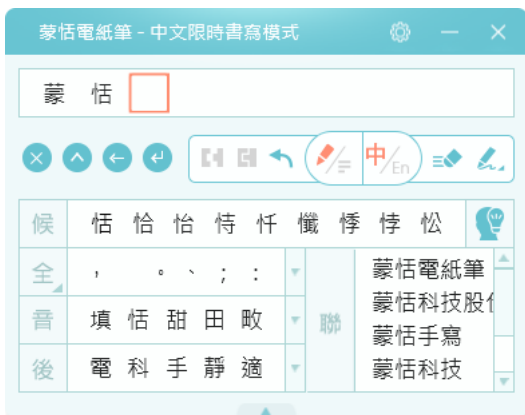 蒙恬電紙筆 - 中文限時書寫模式
蒙 恬
中/En
候 恬 恰 怡 恃 忏 懺 悸 悖 忪
全 , 。 、 ; :
音 填 恬 甜 田 畋
後 電 科 手 靜 適
聯
蒙恬電紙筆
蒙恬科技股份
蒙恬手寫
蒙恬科技